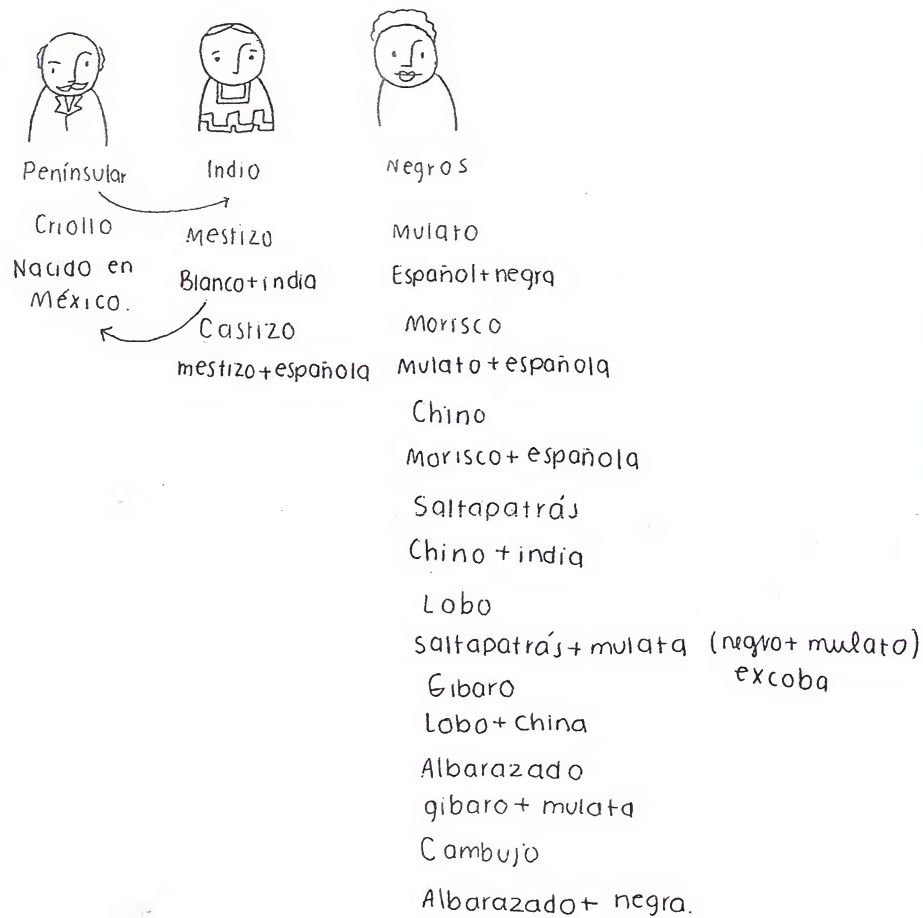 Penínsular
Criollo
Nacido en
México.
Indio
Mestizo
Blanco+india
Castizo
mestizo+española
Negros
Mulato
Español+negra
Morisco
Mulato+española
Chino
Morisco+española
Saltapatrás
Chino+india
Lobo
saltapatrás+mulata (negro+mulato)
excoba
Gibaro
Lobo+china
Albarazado
gibaro+mulata
Cambujo
Albarazado+negra.